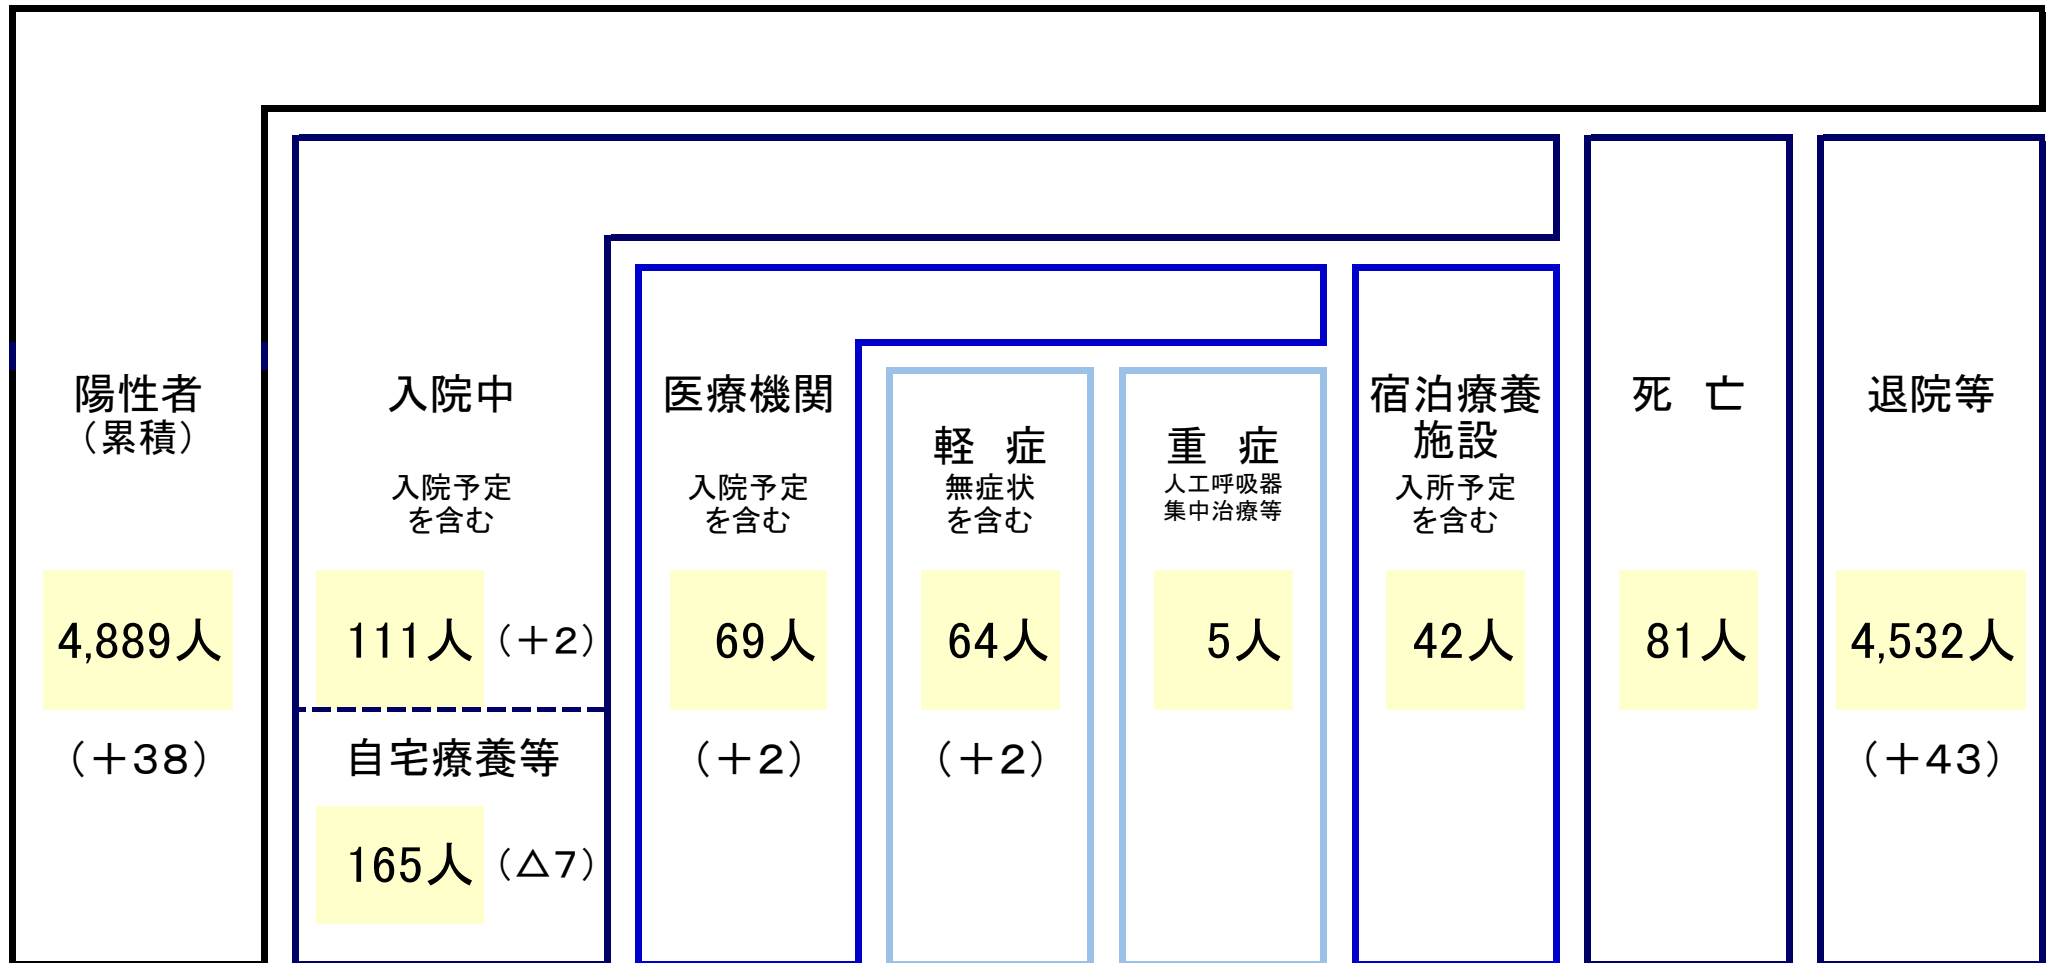 陽性者
（累積）
4,889人
（＋38）
入院中
入院予定
を含む
111人（＋2）
自宅療養等
165人（△7）
医療機関
入院予定
を含む
69人
（＋2）
軽　症
無症状
を含む
64人
（＋2）
重　症
人工呼吸器
集中治療等
5人
宿泊療養
施設
入所予定
を含む
42人
死　亡
81人
退院等
4,532人
（＋43）